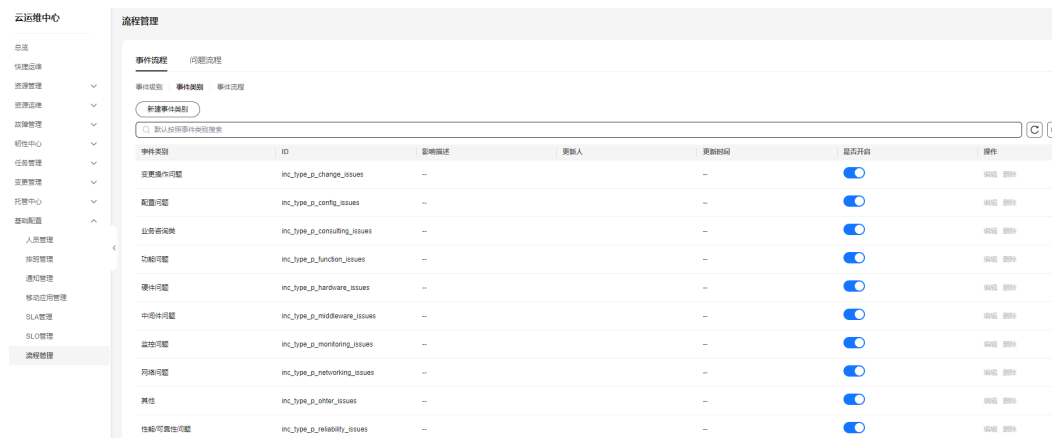 云运维中心
总览
快捷运维
资源管理
资源运维
故障管理
韧性中心
任务管理
变更管理
托管中心
基础配置
人员管理
排班管理
通知管理
移动应用管理
SLA管理
SLO管理
流程管理
流程管理
事件流程 问题流程
事件级别 事件类别 事件流程
新建事件类别
默认按照事件类别搜索
事件类别 ID 影响描述 更新人 更新时间 是否开启 操作
变更操作问题 inc_type_p_change_issues -- -- 编辑 删除
配置问题 inc_type_p_config_issues -- -- 编辑 删除
业务咨询类 inc_type_p_consulting_issues -- -- 编辑 删除
功能问题 inc_type_p_function_issues -- -- 编辑 删除
硬件问题 inc_type_p_hardware_issues -- -- 编辑 删除
中间件问题 inc_type_p_middleware_issues -- -- 编辑 删除
监控问题 inc_type_p_monitoring_issues -- -- 编辑 删除
网络问题 inc_type_p_networking_issues -- -- 编辑 删除
其他 inc_type_p_ohter_issues -- -- 编辑 删除
性能/可靠性问题 inc_type_p_reliability_issues -- -- 编辑 删除